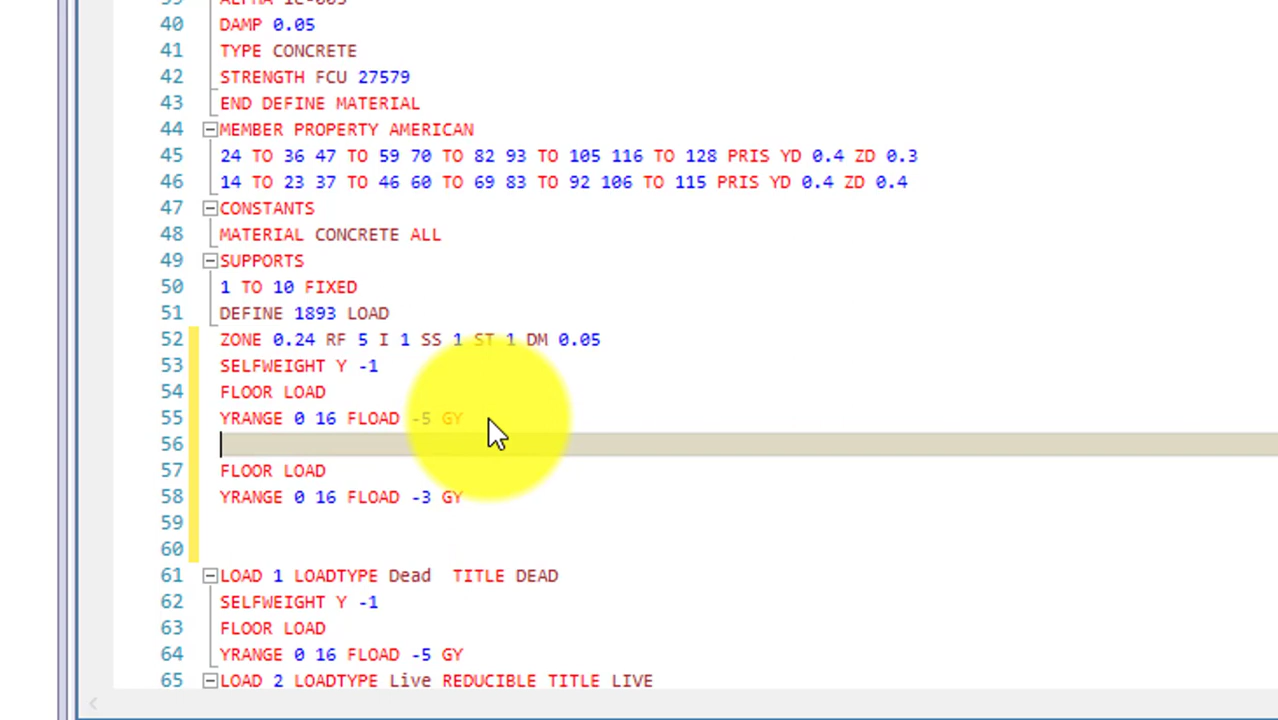 39 ALPHA 1e-005
40 DAMP 0.05
41 TYPE CONCRETE
42 STRENGTH FCU 27579
43 END DEFINE MATERIAL
44 MEMBER PROPERTY AMERICAN
45 24 TO 36 47 TO 59 70 TO 82 93 TO 105 116 TO 128 PRIS YD 0.4 ZD 0.3
46 14 TO 23 37 TO 46 60 TO 69 83 TO 92 106 TO 115 PRIS YD 0.4 ZD 0.4
47 CONSTANTS
48 MATERIAL CONCRETE ALL
49 SUPPORTS
50 1 TO 10 FIXED
51 DEFINE 1893 LOAD
52 ZONE 0.24 RF 5 I 1 SS 1 ST 1 DM 0.05
53 SELFWEIGHT Y -1
54 FLOOR LOAD
55 YRANGE 0 16 FLOAD -5 GY
56
57 FLOOR LOAD
58 YRANGE 0 16 FLOAD -3 GY
59
60
61 LOAD 1 LOADTYPE Dead TITLE DEAD
62 SELFWEIGHT Y -1
63 FLOOR LOAD
64 YRANGE 0 16 FLOAD -5 GY
65 LOAD 2 LOADTYPE Live REDUCIBLE TITLE LIVE